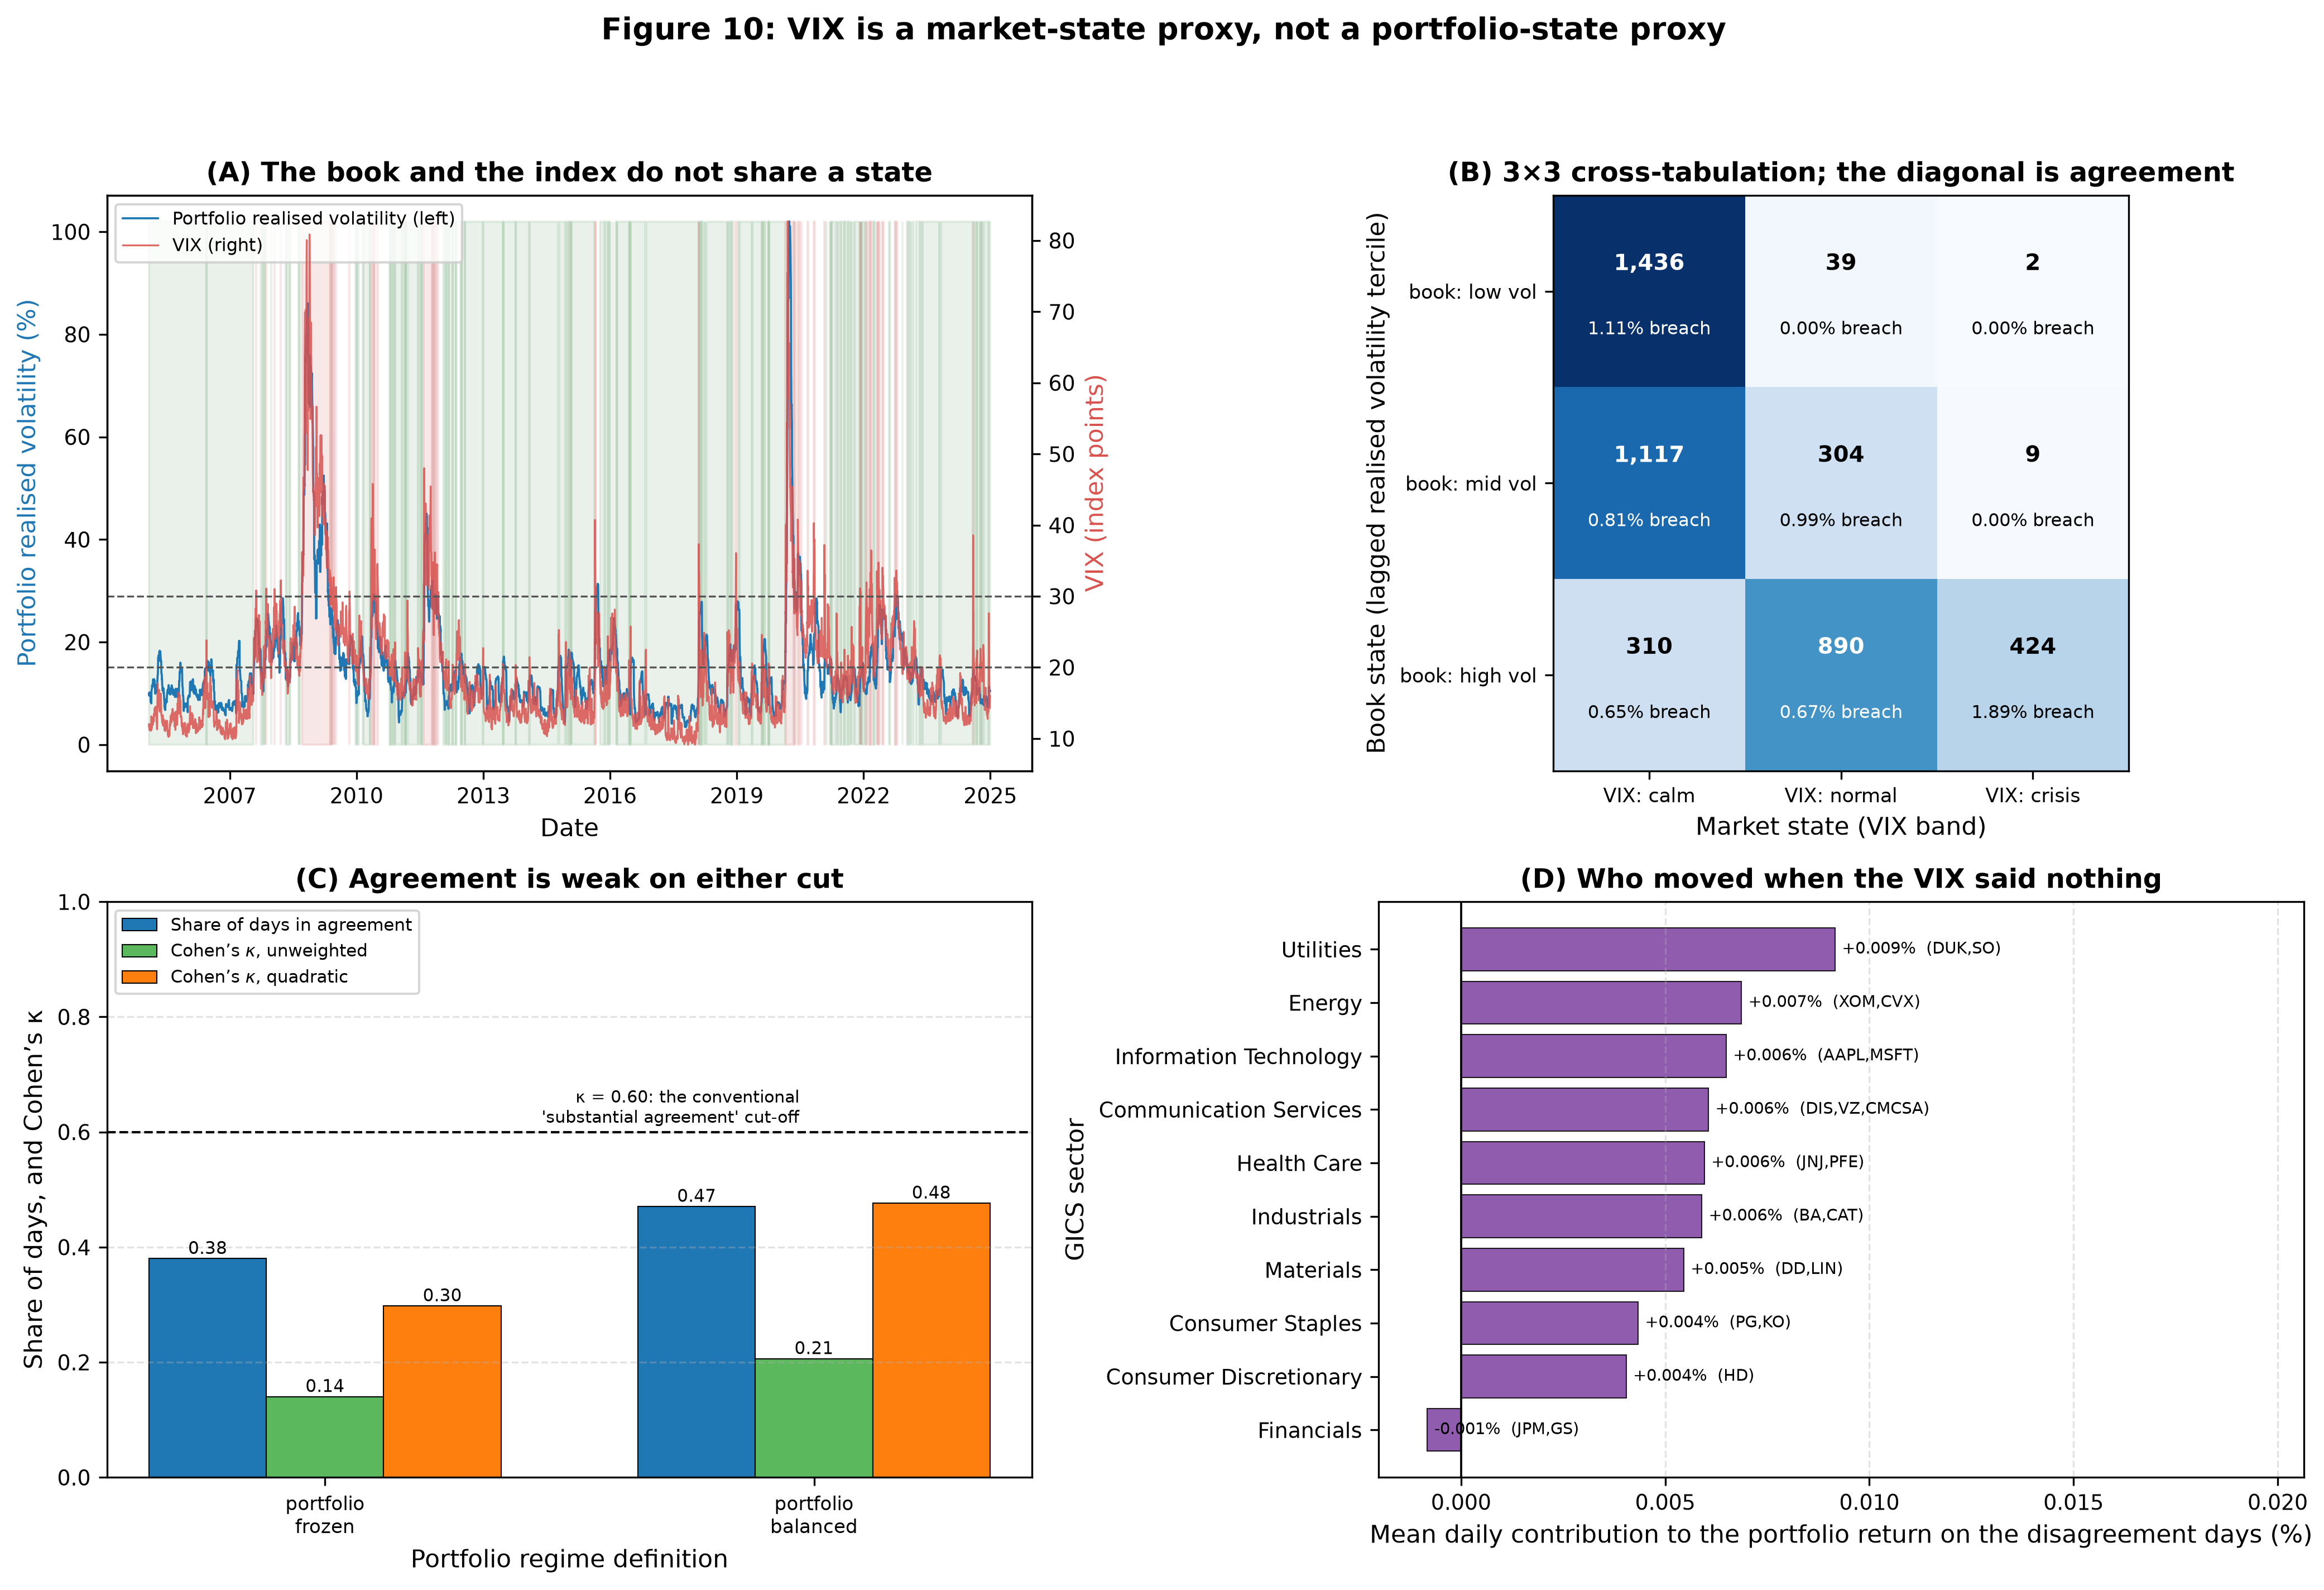 Figure 10: VIX is a market-state proxy, not a portfolio-state proxy
(A) The book and the index do not share a state
Portfolio realised volatility (left)
VIX (right)
Portfolio realised volatility (%)
100
80
60
40
20
0
80
70
60
50
40
30
20
10
VIX (index points)
2007 2010 2013 2016 2019 2022 2025
Date
(B) 3×3 cross-tabulation; the diagonal is agreement
Book state (lagged realised volatility tercile)
book: low vol
1,436 39 2
1.11% breach 0.00% breach 0.00% breach
book: mid vol
1,117 304 9
0.81% breach 0.99% breach 0.00% breach
book: high vol
310 890 424
0.65% breach 0.67% breach 1.89% breach
VIX: calm VIX: normal VIX: crisis
Market state (VIX band)
(C) Agreement is weak on either cut
Share of days in agreement
Cohen’s κ, unweighted
Cohen’s κ, quadratic
Share of days, and Cohen’s κ
1.0
0.8
0.6
0.4
0.2
0.0
κ = 0.60: the conventional
'substantial agreement' cut-off
0.38 0.14 0.30
0.47 0.21 0.48
portfolio
frozen
portfolio
balanced
Portfolio regime definition
(D) Who moved when the VIX said nothing
GICS sector
Utilities +0.009% (DUK,SO)
Energy +0.007% (XOM,CVX)
Information Technology +0.006% (AAPL,MSFT)
Communication Services +0.006% (DIS,VZ,CMCSA)
Health Care +0.006% (JNJ,PFE)
Industrials +0.006% (BA,CAT)
Materials +0.005% (DD,LIN)
Consumer Staples +0.004% (PG,KO)
Consumer Discretionary +0.004% (HD)
Financials -0.001% (JPM,GS)
0.000 0.005 0.010 0.015 0.020
Mean daily contribution to the portfolio return on the disagreement days (%)